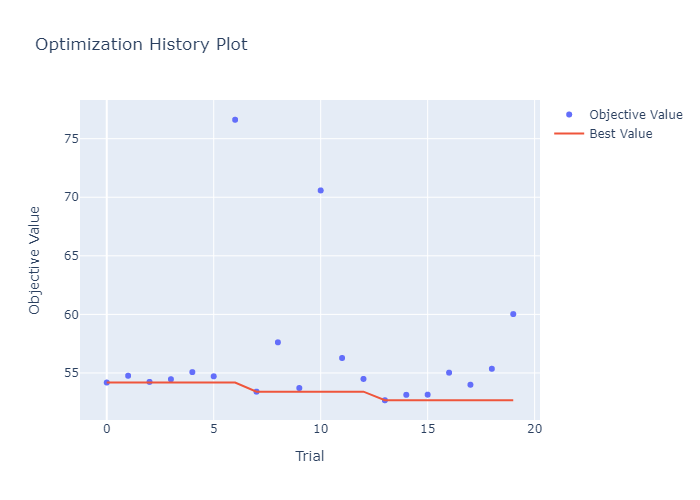 Optimization History Plot
Objective Value
Best Value
75
70
65
60
55
Objective Value
0
5
10
15
20
Trial